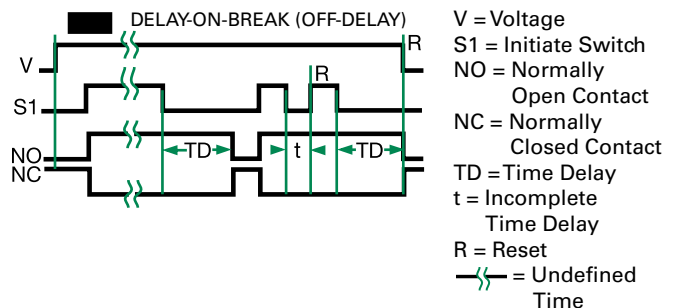 DELAY-ON-BREAK (OFF-DELAY)
R
V
R
S1
NO
TD
t
TD
NC
V = Voltage
S1 = Initiate Switch
NO = Normally
Open Contact
NC = Normally
Closed Contact
TD = Time Delay
t = Incomplete
Time Delay
R = Reset
= Undefined
Time